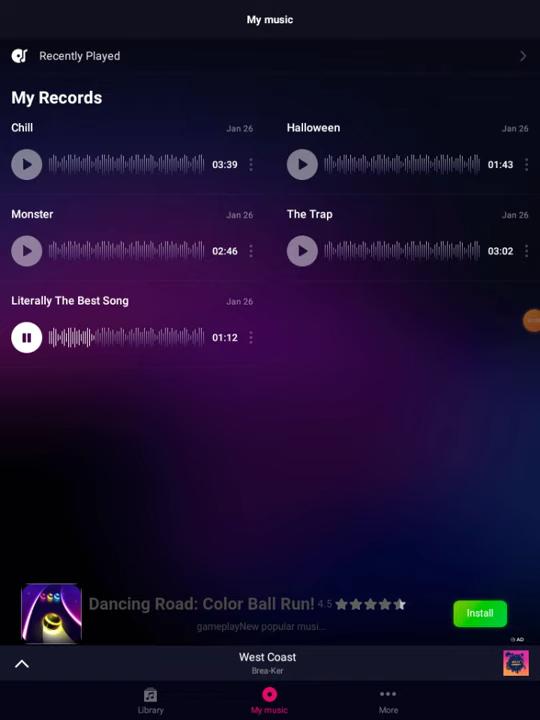 My music
Recently Played
My Records
Chill
Jan 26
Halloween
Jan 26
03:39
01:43
Monster
Jan 26
The Trap
Jan 26
02:46
03:02
Literally The Best Song
Jan 26
01:12
Dancing Road: Color Ball Run! 4.5
gameplayNew popular musi...
Install
AD
West Coast
Brea-Ker
Library
My music
More